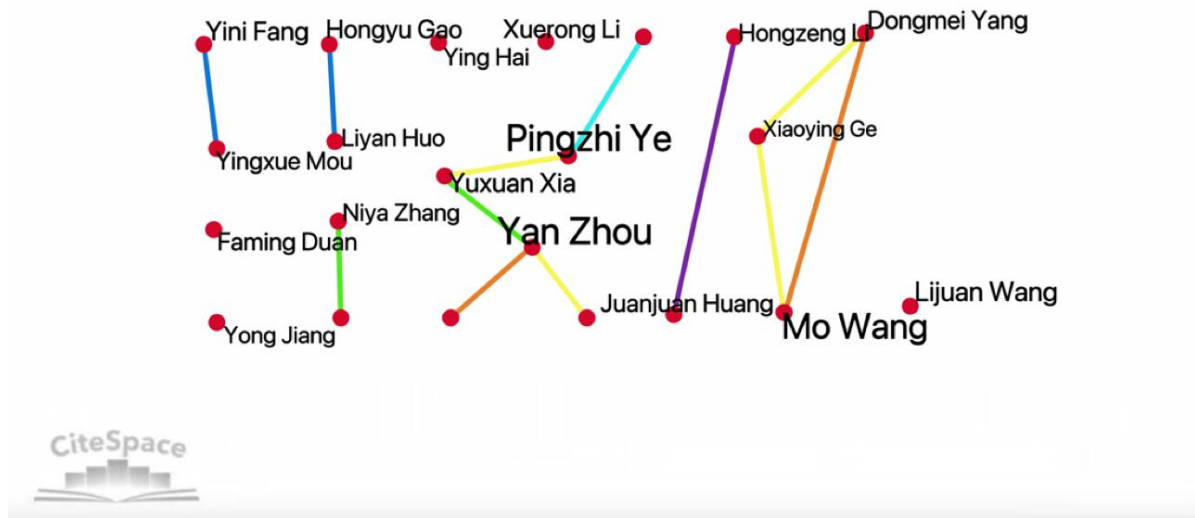 Yini Fang
Hongyu Gao
Ying Hai
Xuerong Li
Hongzeng Li
Dongmei Yang
Yingxue Mou
Liyan Huo
Pingzhi Ye
Xiaoying Ge
Yuxuan Xia
Faming Duan
Niya Zhang
Yan Zhou
Yong Jiang
Juanjuan Huang
Mo Wang
Lijuan Wang
CiteSpace